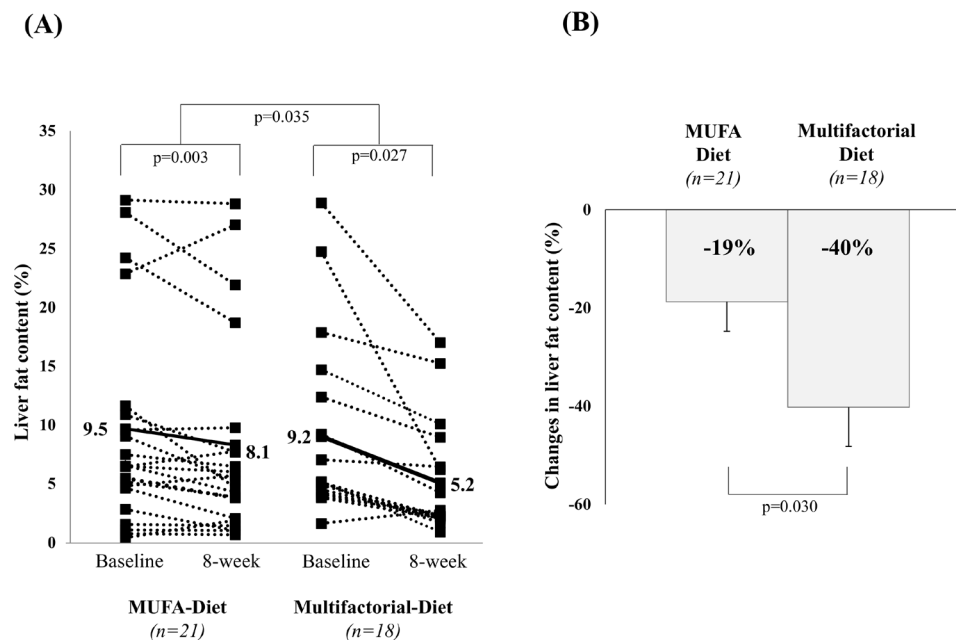 (A)
p=0.035
p=0.003
p=0.027
Liver fat content (%)
35
30
25
20
15
10
5
0
9.5
8.1
9.2
5.2
Baseline
8-week
Baseline
8-week
MUFA-Diet
(n=21)
Multifactorial-Diet
(n=18)
(B)
MUFA
Diet
(n=21)
Multifactorial
Diet
(n=18)
Changes in liver fat content (%)
0
-20
-40
-60
-19%
-40%
p=0.030